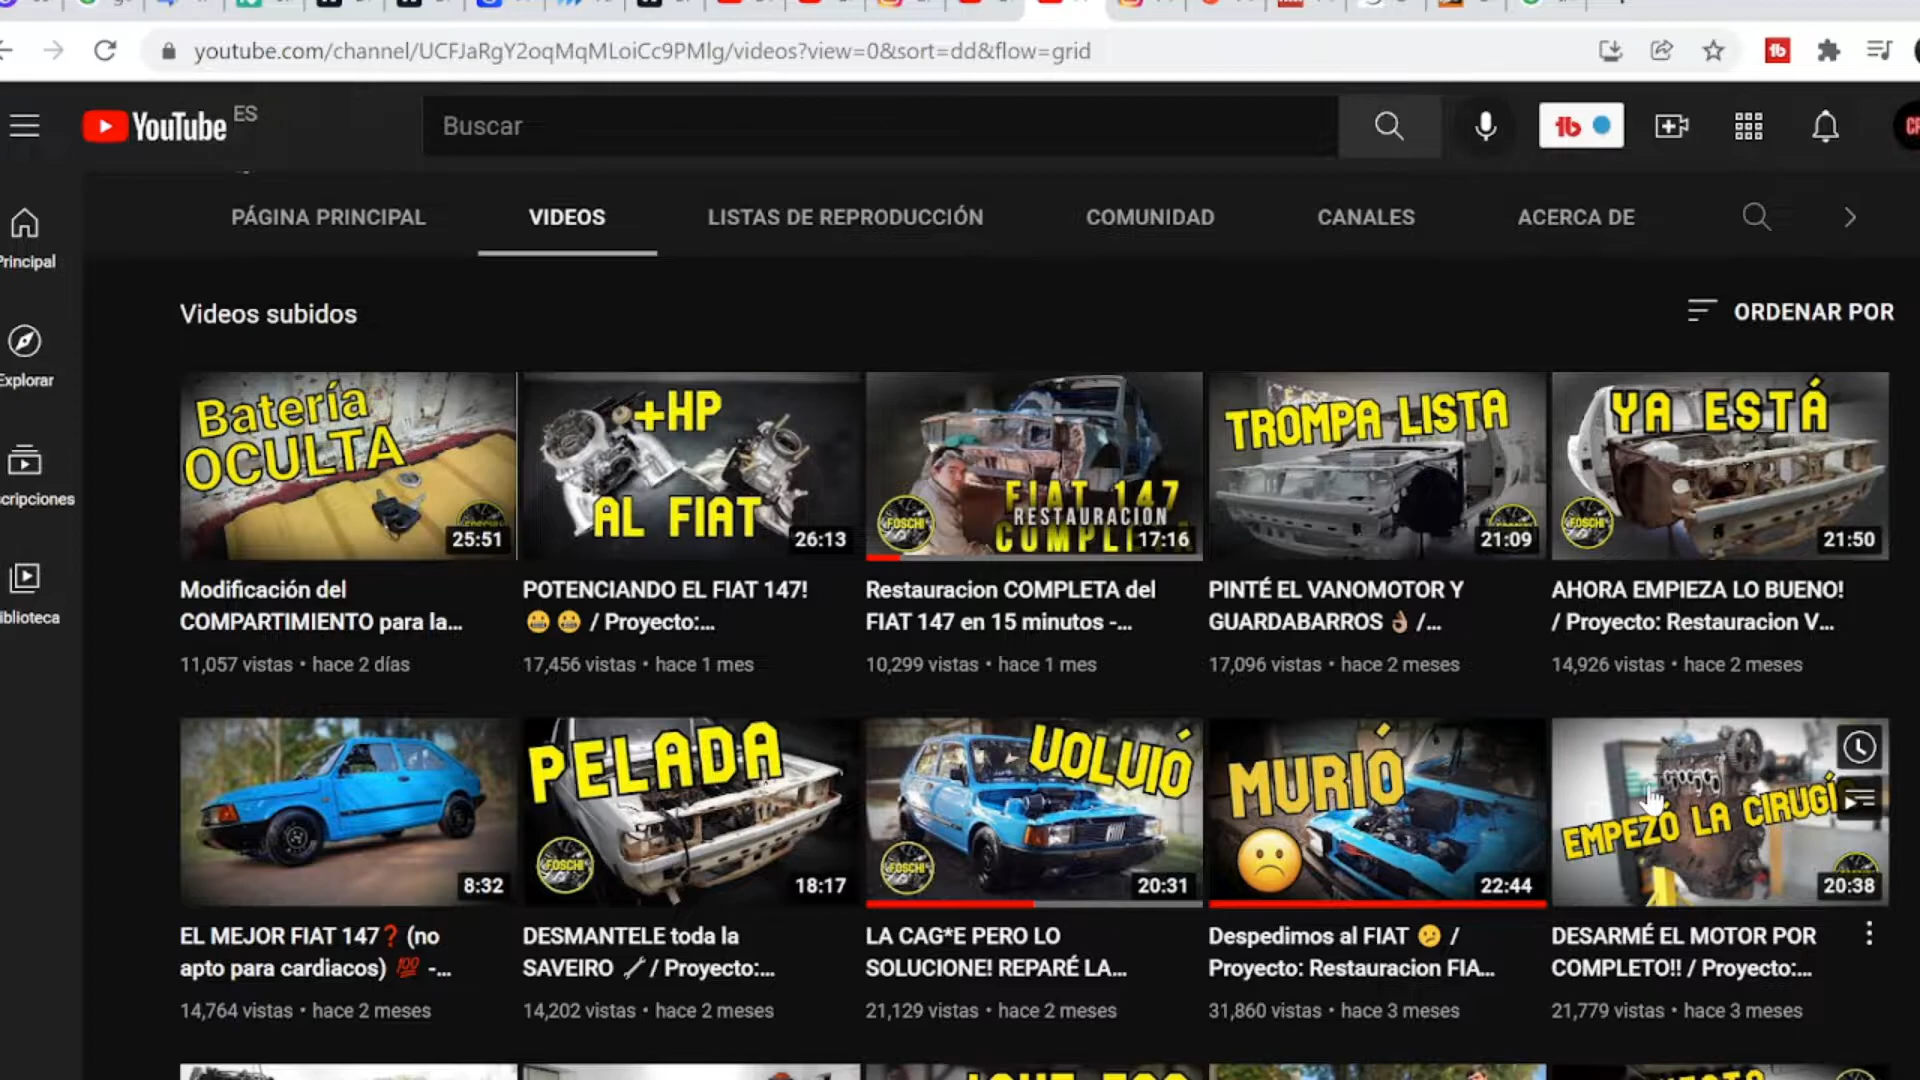 youtube.com/channel/UCFJaRgY2oqMqMLoiCc9PMlg/videos?view=0&sort=dd&flow=grid
YouTube ES
Buscar
PÁGINA PRINCIPAL
VIDEOS
LISTAS DE REPRODUCCIÓN
COMUNIDAD
CANALES
ACERCA DE
Principal
Explorar
scripciones
iblioteca
Videos subidos
ORDENAR POR
Batería
OCULTA
25:51
+HP
AL FIAT
26:13
FOSCHI
FIAT 147
RESTAURACIÓN
17:16
TROMPA LISTA
21:09
YA ESTÁ
FOSCHI
21:50
Modificación del
COMPARTIMIENTO para la...
11,057 vistas • hace 2 días
POTENCIANDO EL FIAT 147!
😬 😬 / Proyecto:...
17,456 vistas • hace 1 mes
Restauracion COMPLETA del
FIAT 147 en 15 minutos -...
10,299 vistas • hace 1 mes
PINTÉ EL VANOMOTOR Y
GUARDABARROS 👌🏼 /...
17,096 vistas • hace 2 meses
AHORA EMPIEZA LO BUENO!
/ Proyecto: Restauracion V...
14,926 vistas • hace 2 meses
8:32
PELADA
FOSCHI
18:17
VOLVIÓ
FOSCHI
20:31
MURIÓ
22:44
EMPEZÓ LA CIRUGÍ
20:38
EL MEJOR FIAT 147❓ (no
apto para cardiacos) 💯 -...
14,764 vistas • hace 2 meses
DESMANTELE toda la
SAVEIRO 🔧 / Proyecto:...
14,202 vistas • hace 2 meses
LA CAG*E PERO LO
SOLUCIONE! REPARÉ LA...
21,129 vistas • hace 2 meses
Despedimos al FIAT 😕 /
Proyecto: Restauracion FIA...
31,860 vistas • hace 3 meses
DESARMÉ EL MOTOR POR
COMPLETO!! / Proyecto:...
21,779 vistas • hace 3 meses